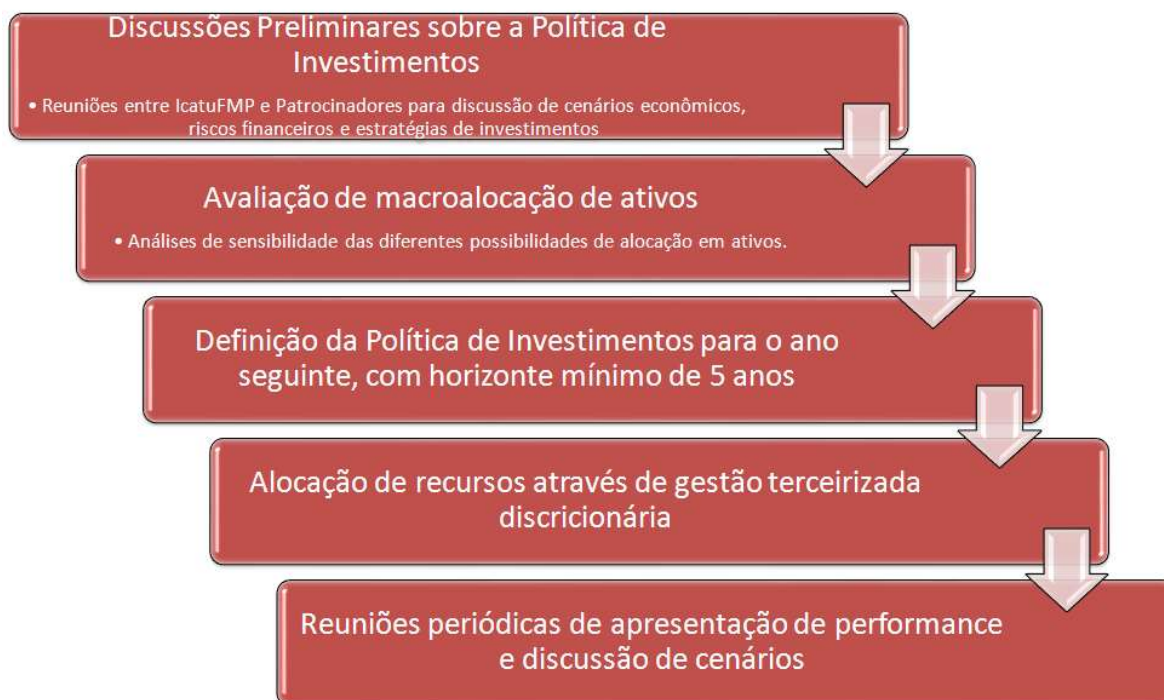 Discussões Preliminares sobre a Política de
Investimentos
• Reuniões entre IcatuFMP e Patrocinadores para discussão de cenários econômicos,
riscos financeiros e estratégias de investimentos
Avaliação de macroalocação de ativos
• Análises de sensibilidade das diferentes possibilidades de alocação em ativos.
Definição da Política de Investimentos para o ano
seguinte, com horizonte mínimo de 5 anos
Alocação de recursos através de gestão terceirizada
discricionária
Reuniões periódicas de apresentação de performance
e discussão de cenários